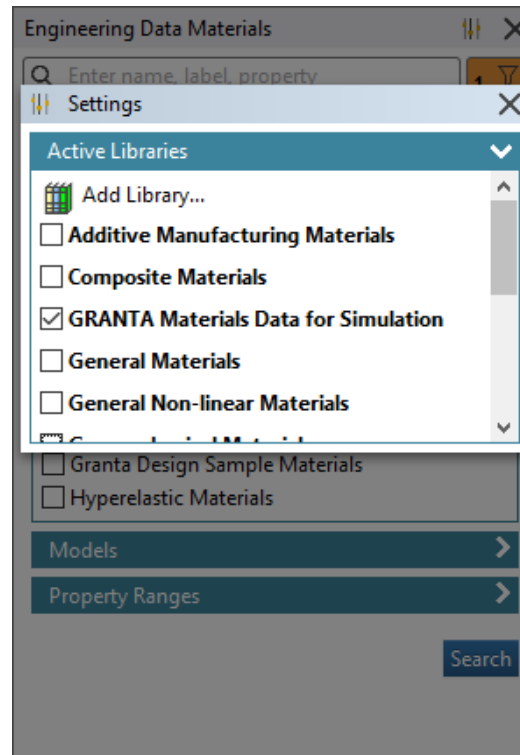 Engineering Data Materials
Enter name, label, property
1
Settings
Active Libraries
Add Library...
Additive Manufacturing Materials
Composite Materials
GRANTA Materials Data for Simulation
General Materials
General Non-linear Materials
Granta Design Sample Materials
Hyperelastic Materials
Models
Property Ranges
Search